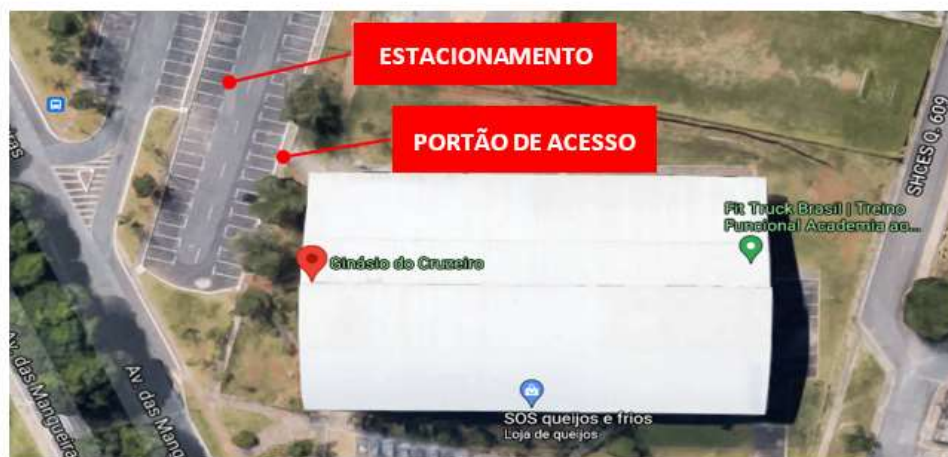 ESTACIONAMENTO
PORTÃO DE ACESSO
SHCES Q. 609
Fit Truck Brasil | Treino
Funcional Academia ao...
Ginásio do Cruzeiro
Av. das Mangueira
Av. das Mang
SOS queijos e frios
Loja de queijos